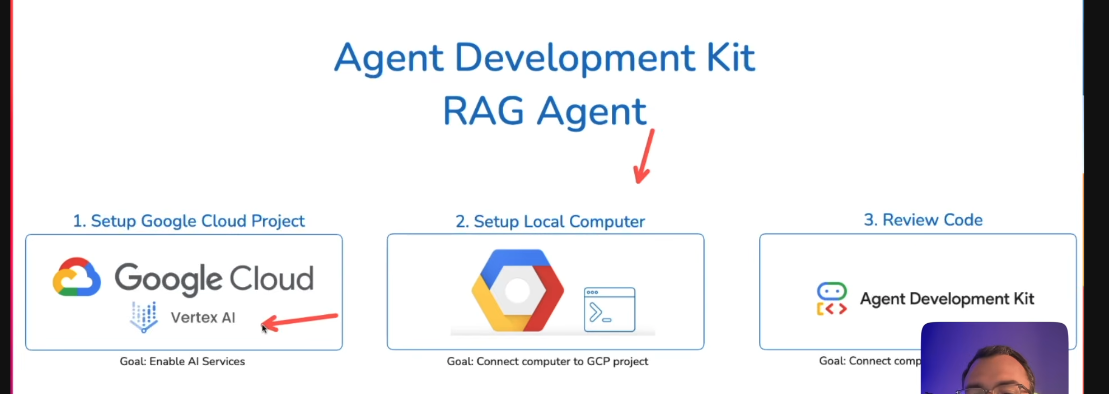 Agent Development Kit
RAG Agent
1. Setup Google Cloud Project
2. Setup Local Computer
3. Review Code
Google Cloud
Vertex AI
Agent Development Kit
Goal: Enable AI Services
Goal: Connect computer to GCP project
Goal: Connect